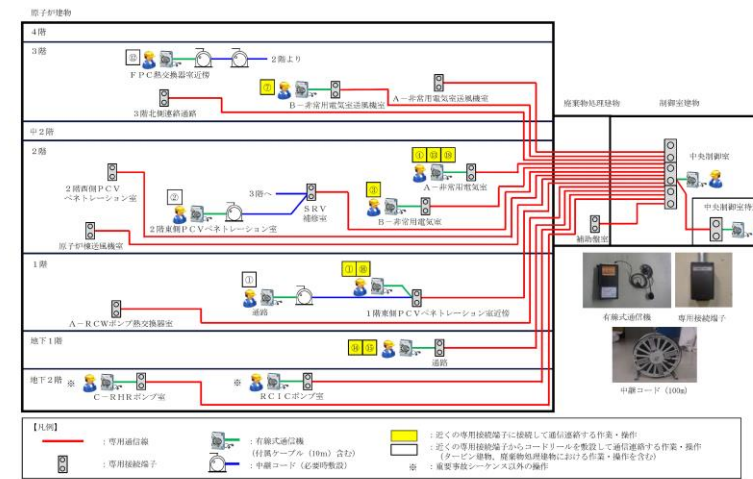 原子炉建物
4階
3階
⑫
2階より
FPC熱交換器室近傍
⑦
B－非常用電気室送風機室
A－非常用電気室送風機室
3階北側連絡通路
廃棄物処理建物
制御室建物
中2階
2階
中央制御室
2階西側PCV
ペネトレーション室
②
3階へ
2階東側PCVペネトレーション室
SRV
補修室
A－非常用電気室
③
B－非常用電気室
原子炉棟送風機室
補助盤室
1階
①
通路
1階東側PCVペネトレーション室近傍
A－RCWポンプ熱交換器室
有線式通信機
専用接続端子
地下1階
⑭ ⑮
通路
中継コード（100m）
地下2階
※
C－RHRポンプ室
※
RCICポンプ室
【凡例】
：専用通信線
：専用接続端子
：有線式通信機
（付属ケーブル（10m）含む）
：中継コード（必要時敷設）
：近くの専用接続端子に接続して通信連絡する作業・操作
：近くの専用接続端子からコードリールを敷設して通信連絡する作業・操作
（タービン建物，廃棄物処理建物における作業・操作を含む）
※ ：重要事故シーケンス以外の操作